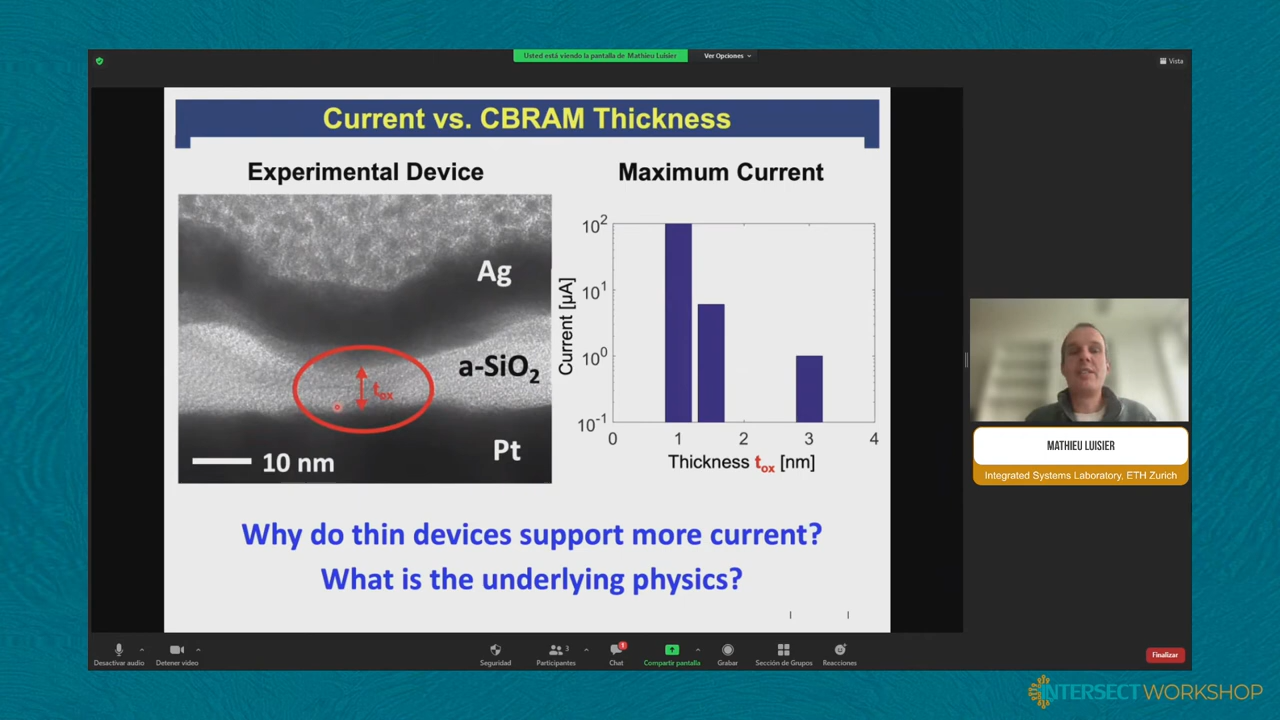 Usted está viendo la pantalla de Mathieu Luisier
Ver Opciones
Vista
Current vs. CBRAM Thickness
Experimental Device
Maximum Current
Ag
a-SiO2
tox
Pt
10 nm
Current [µA]
10^2
10^1
10^0
10^-1
0 1 2 3 4
Thickness tox [nm]
Why do thin devices support more current?
What is the underlying physics?
MATHIEU LUISIER
Integrated Systems Laboratory, ETH Zurich
Desactivar audio
Detener video
Seguridad
Participantes 3
Chat 1
Compartir pantalla
Grabar
Sección de Grupos
Reacciones
Finalizar
INTERSECT WORKSHOP